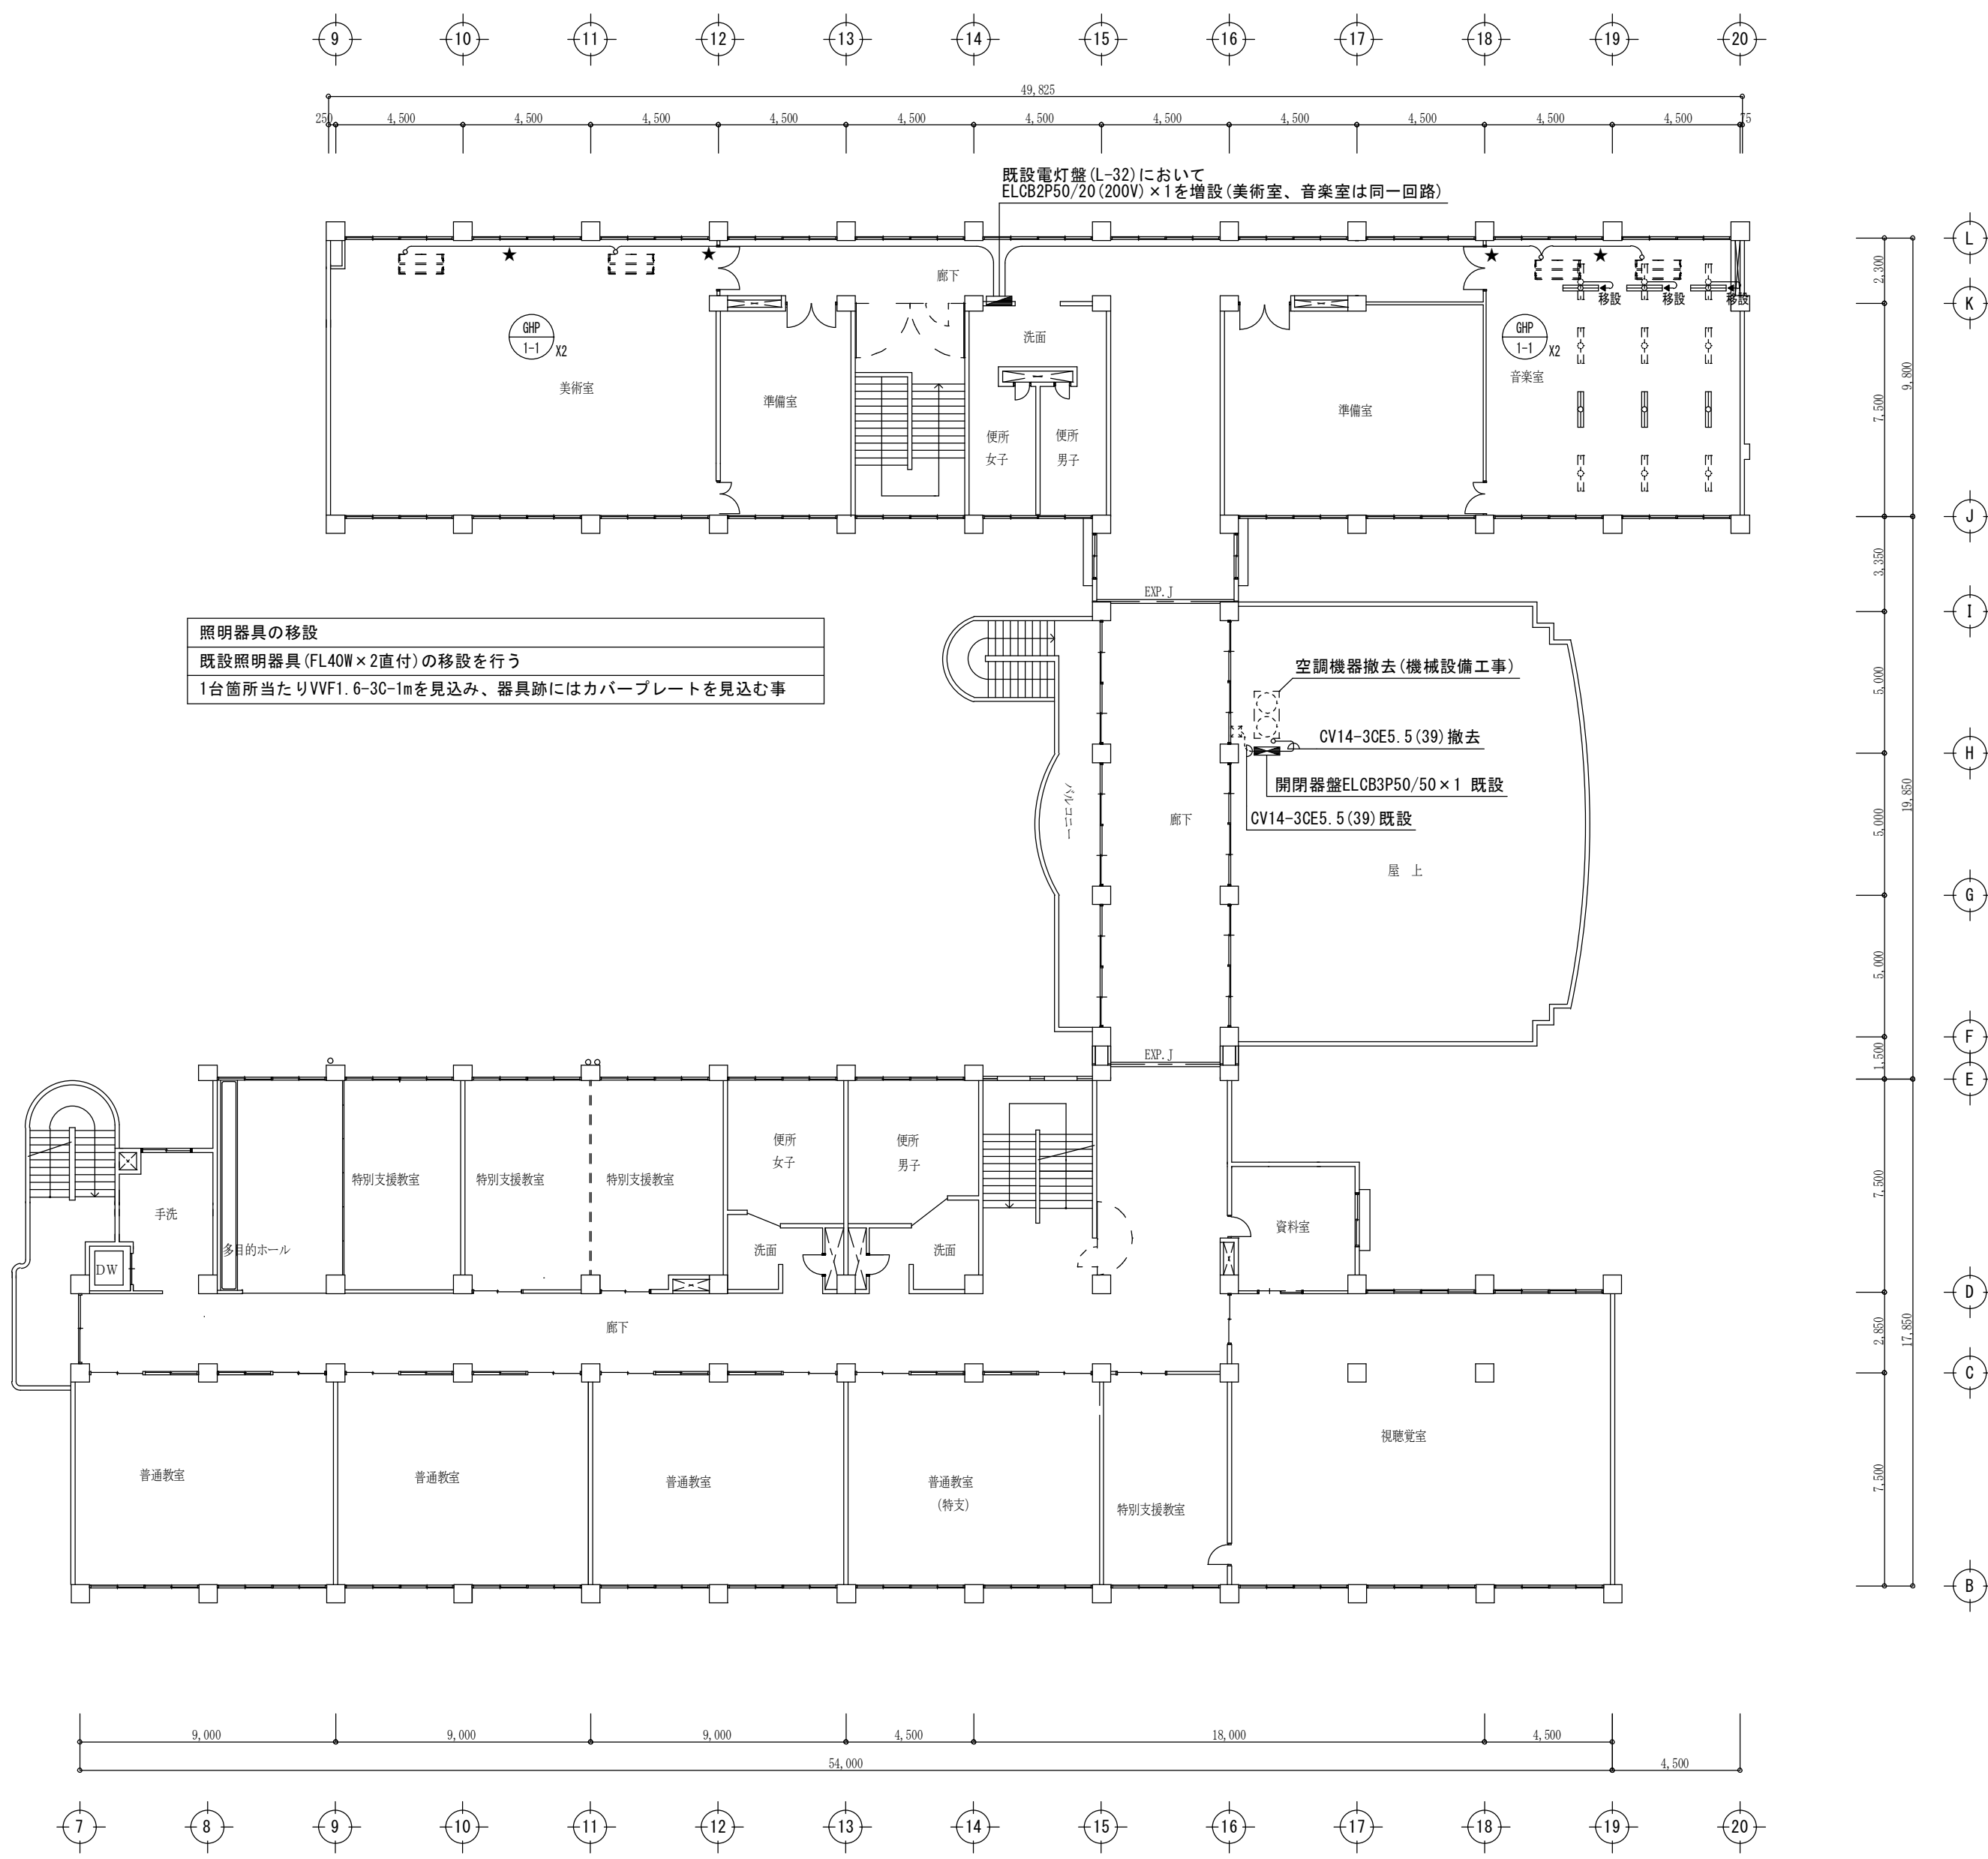 9 10 11 12 13 14 15 16 17 18 19 20
49,825
250 4,500 4,500 4,500 4,500 4,500 4,500 4,500 4,500 4,500 4,500 4,500 75
既設電灯盤(L-32)において
ELCB2P50/20(200V)×1を増設(美術室、音楽室は同一回路)
L
★ ★ ★ ★
廊下
2,300
移設 移設 移設
K
GHP
1-1 X2
美術室
準備室
洗面
便所
女子
便所
男子
準備室
GHP
1-1 X2
音楽室
7,500
9,800
J
3,350
EXP.J
I
照明器具の移設
既設照明器具(FL40W×2直付)の移設を行う
1台箇所当たりVVF1.6-3C-1mを見込み、器具跡にはカバープレートを見込む事
空調機器撤去(機械設備工事)
5,000
CV14-3CE5.5(39)撤去
H
開閉器盤ELCB3P50/50×1 既設
CV14-3CE5.5(39)既設
バルコニー
廊下
5,000
19,850
屋 上
G
5,000
F
EXP.J
1,500
E
便所
女子
便所
男子
特別支援教室
特別支援教室
特別支援教室
7,500
手洗
資料室
多目的ホール
洗面
洗面
DW
D
廊下
2,850
17,850
C
視聴覚室
普通教室
普通教室
普通教室
普通教室
(特支)
特別支援教室
7,500
B
9,000 9,000 9,000 4,500 18,000 4,500
54,000 4,500
7 8 9 10 11 12 13 14 15 16 17 18 19 20